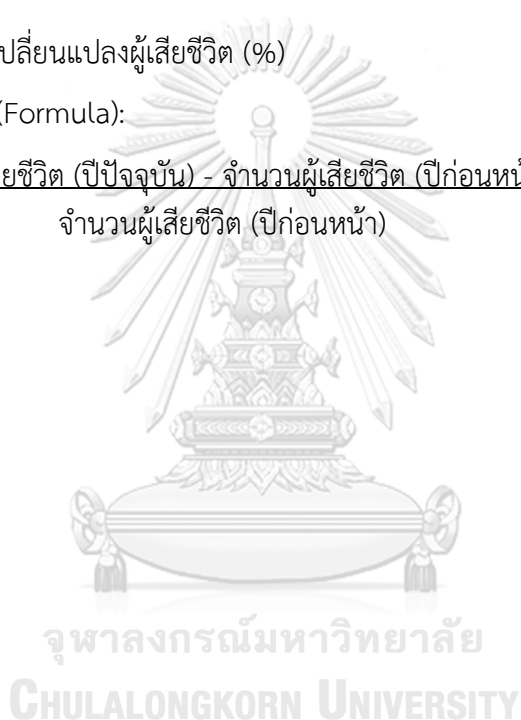 เปลี่ยนแปลงผู้เสียชีวิต (%)
(Formula):
ยชีวิต (ปีปัจจุบัน) - จำนวนผู้เสียชีวิต (ปีก่อนหน้
จำนวนผู้เสียชีวิต (ปีก่อนหน้า)
จุฬาลงกรณ์มหาวิทยาลัย
CHULALONGKORN UNIVERSITY